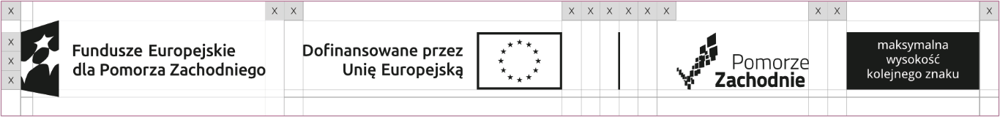 X X X X X X X X X X X X
Fundusze Europejskie
dla Pomorza Zachodniego
Dofinansowane przez
Unię Europejską
Pomorze
Zachodnie
maksymalna
wysokość
kolejnego znaku
X
X
X